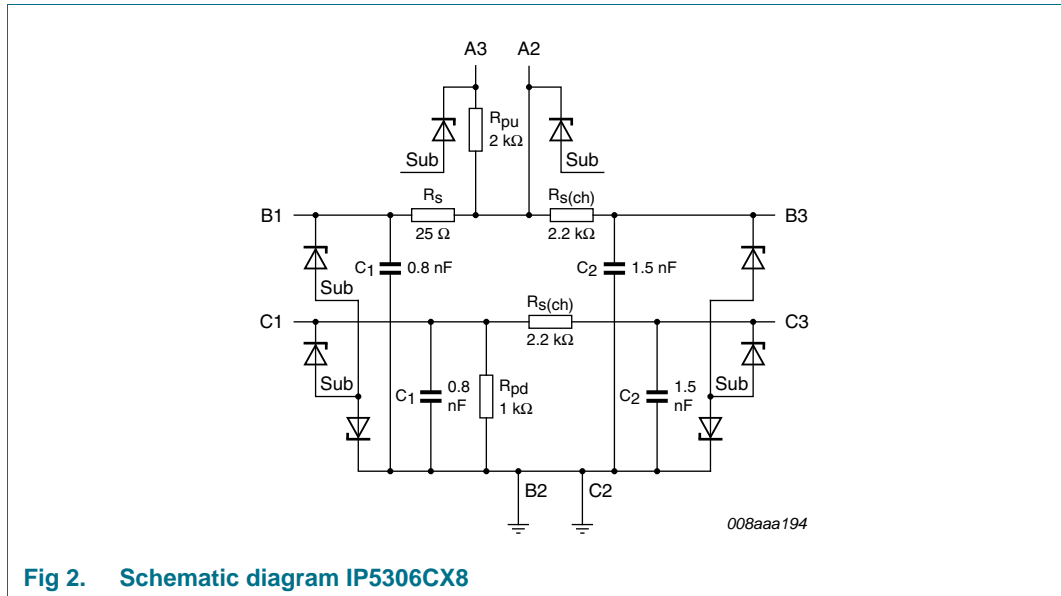 A3 A2
Rpu
2 kΩ
Sub Sub
Rs Rs(ch)
B1 B3
25 Ω 2.2 kΩ
C1 0.8 nF C2 1.5 nF
Sub
Rs(ch)
C1 C3
2.2 kΩ
Sub Sub
C1 0.8 nF Rpd 1 kΩ C2 1.5 nF
B2 C2
008aaa194
Fig 2. Schematic diagram IP5306CX8